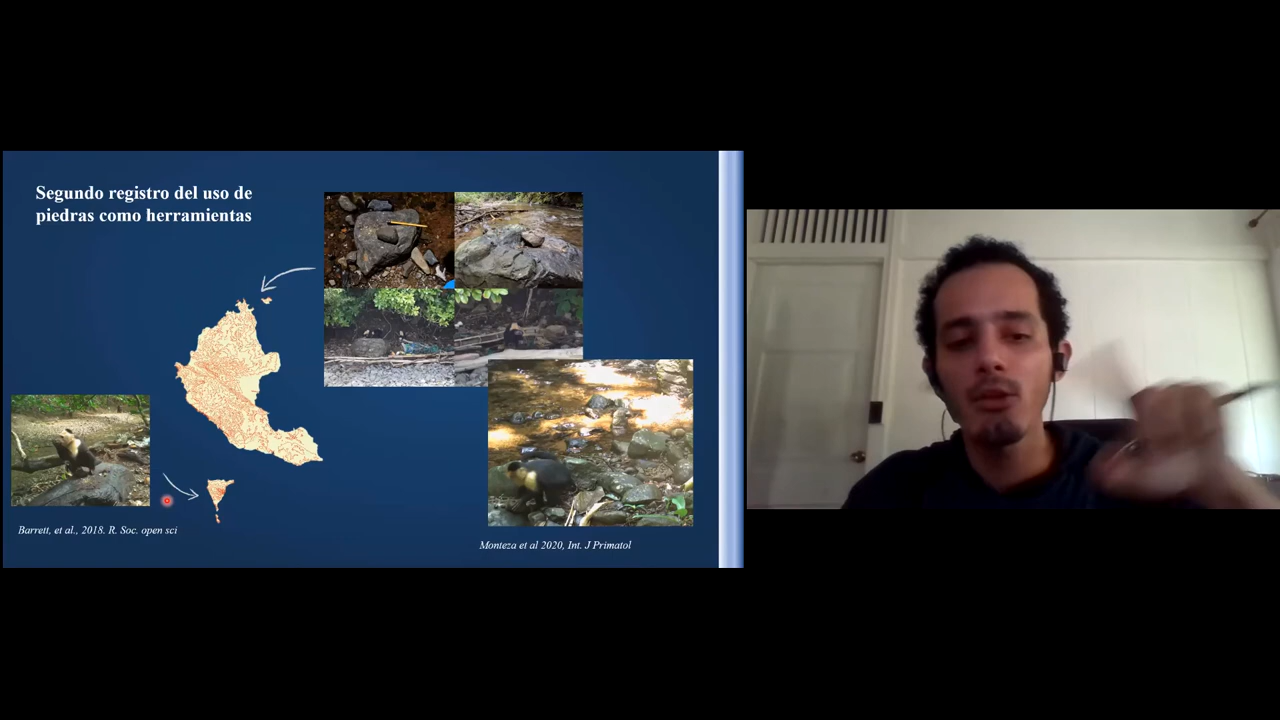 Segundo registro del uso de
piedras como herramientas
Barrett, et al., 2018. R. Soc. open sci
Monteza et al 2020, Int. J Primatol